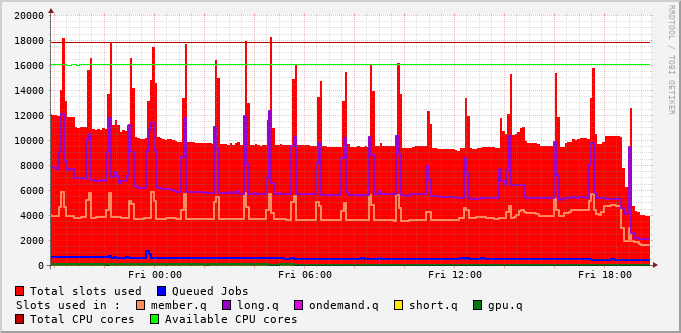 20000
18000
16000
14000
12000
10000
8000
6000
4000
2000
0
Fri 00:00 Fri 06:00 Fri 12:00 Fri 18:00
RRDTOOL / TOBI OETIKER
Total slots used Queued Jobs
Slots used in : member.q long.q ondemand.q short.q gpu.q
Total CPU cores Available CPU cores